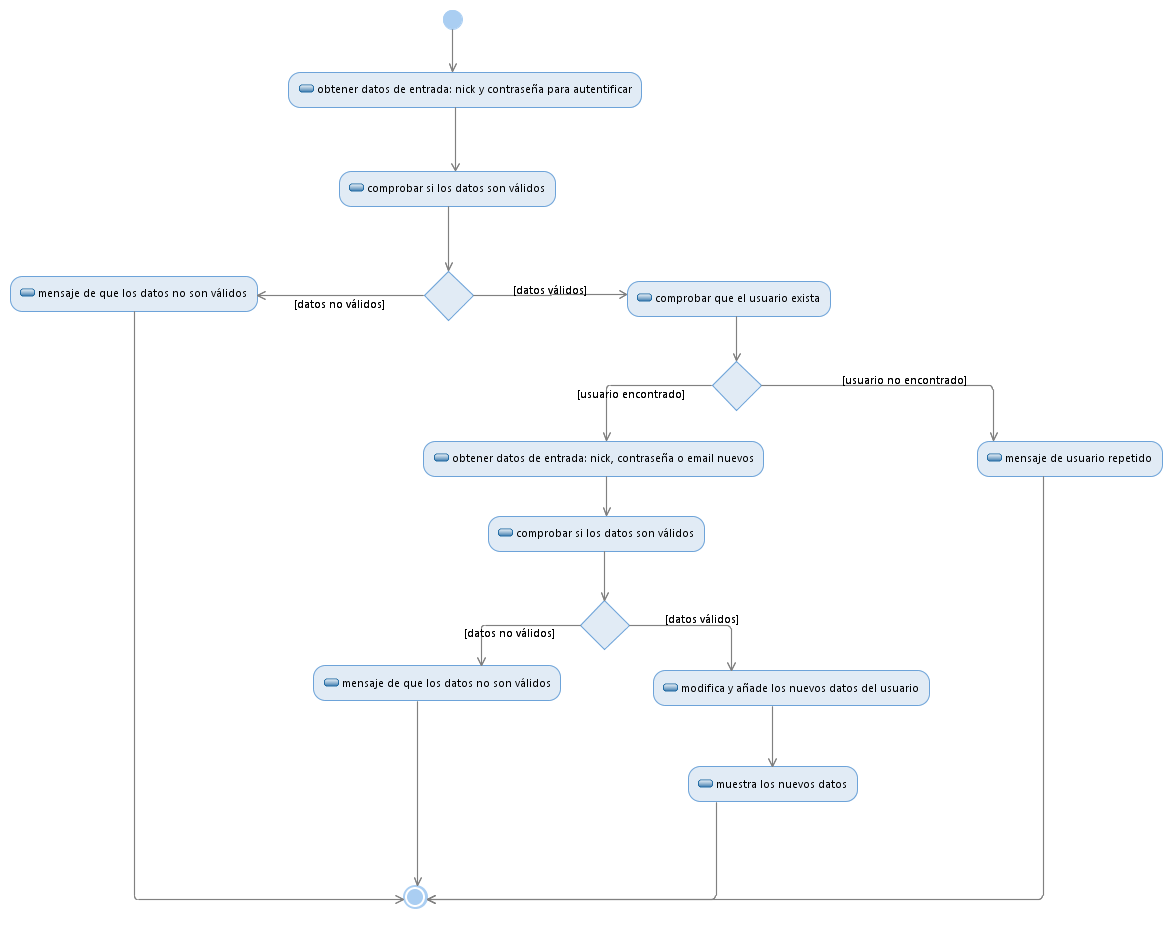 obtener datos de entrada: nick y contraseña para autentificar
comprobar si los datos son válidos
mensaje de que los datos no son válidos
[datos no válidos]
[datos válidos]
comprobar que el usuario exista
[usuario encontrado]
[usuario no encontrado]
obtener datos de entrada: nick, contraseña o email nuevos
mensaje de usuario repetido
comprobar si los datos son válidos
[datos no válidos]
[datos válidos]
mensaje de que los datos no son válidos
modifica y añade los nuevos datos del usuario
muestra los nuevos datos